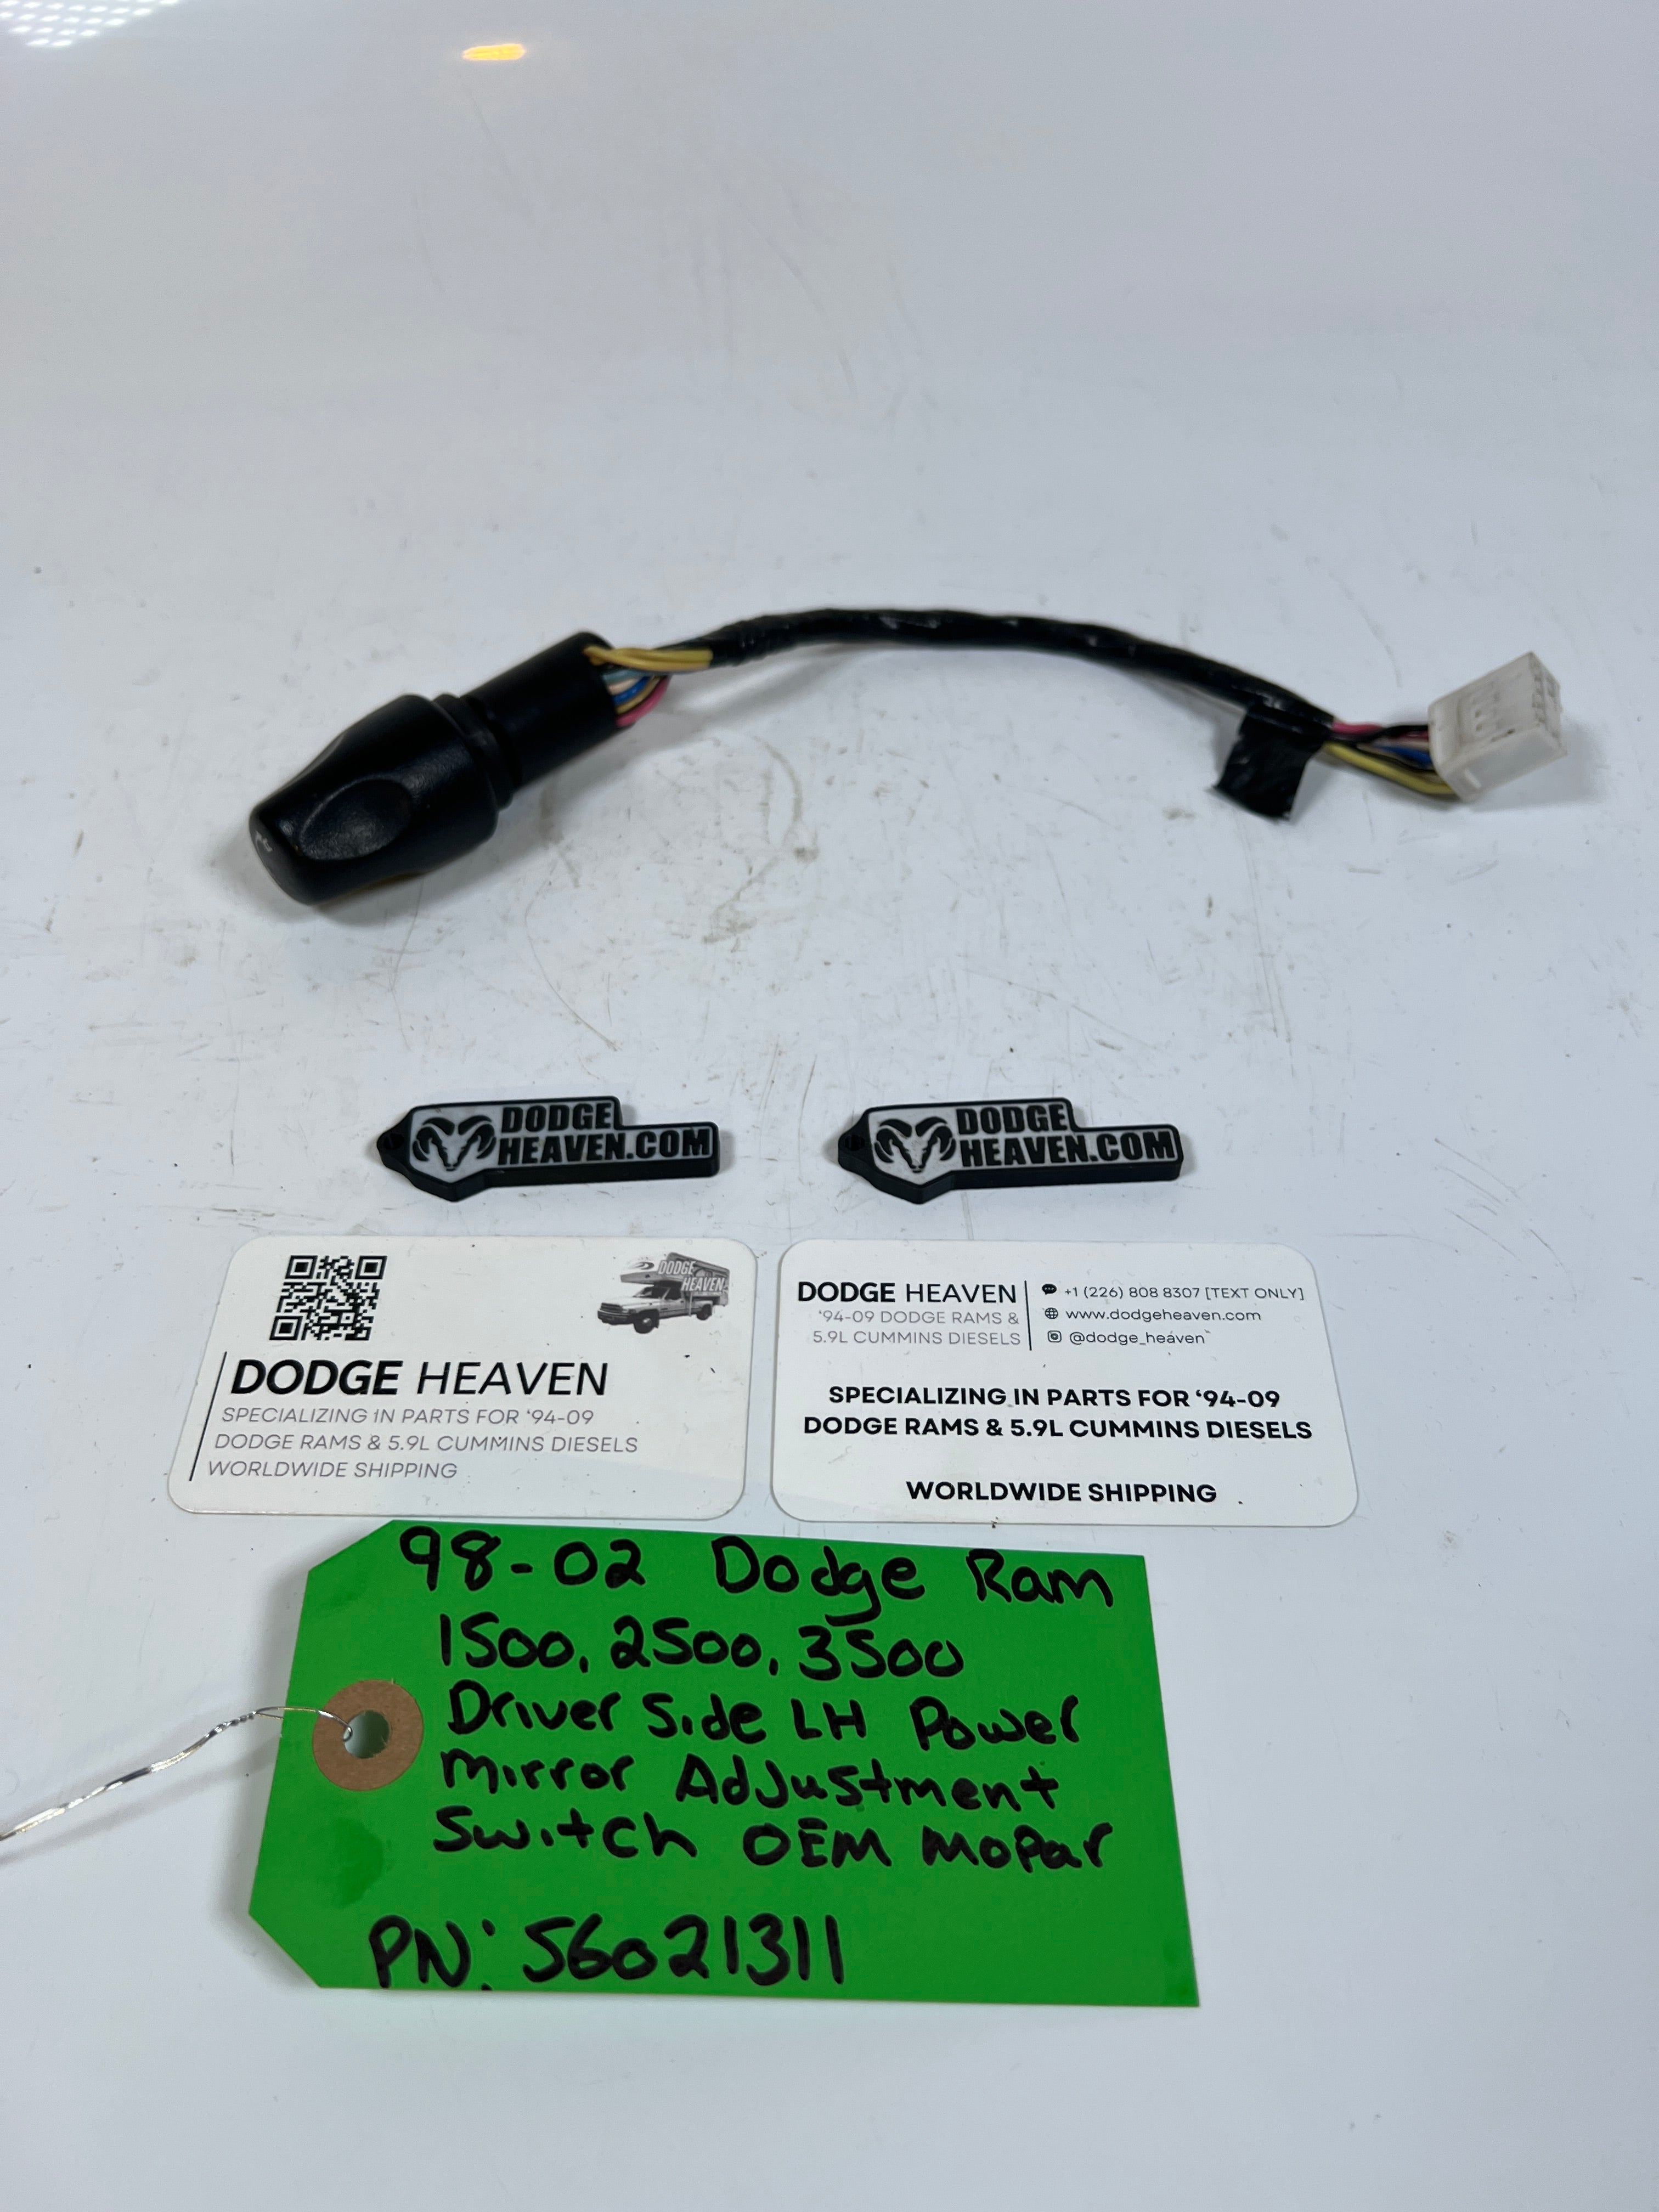 DODGE
HEAVEN.COM
DODGE
HEAVEN.COM
DODGE
HEAVEN
DODGE HEAVEN
SPECIALIZING IN PARTS FOR ‘94-09
DODGE RAMS & 5.9L CUMMINS DIESELS
WORLDWIDE SHIPPING
DODGE HEAVEN
‘94-09 DODGE RAMS &
5.9L CUMMINS DIESELS
+1 (226) 808 8307 [TEXT ONLY]
www.dodgeheaven.com
@dodge_heaven
SPECIALIZING IN PARTS FOR ‘94-09
DODGE RAMS & 5.9L CUMMINS DIESELS
WORLDWIDE SHIPPING
98-02 Dodge Ram
1500, 2500, 3500
Driver Side LH Power
Mirror Adjustment
Switch OEM Mopar
PN: 56021311